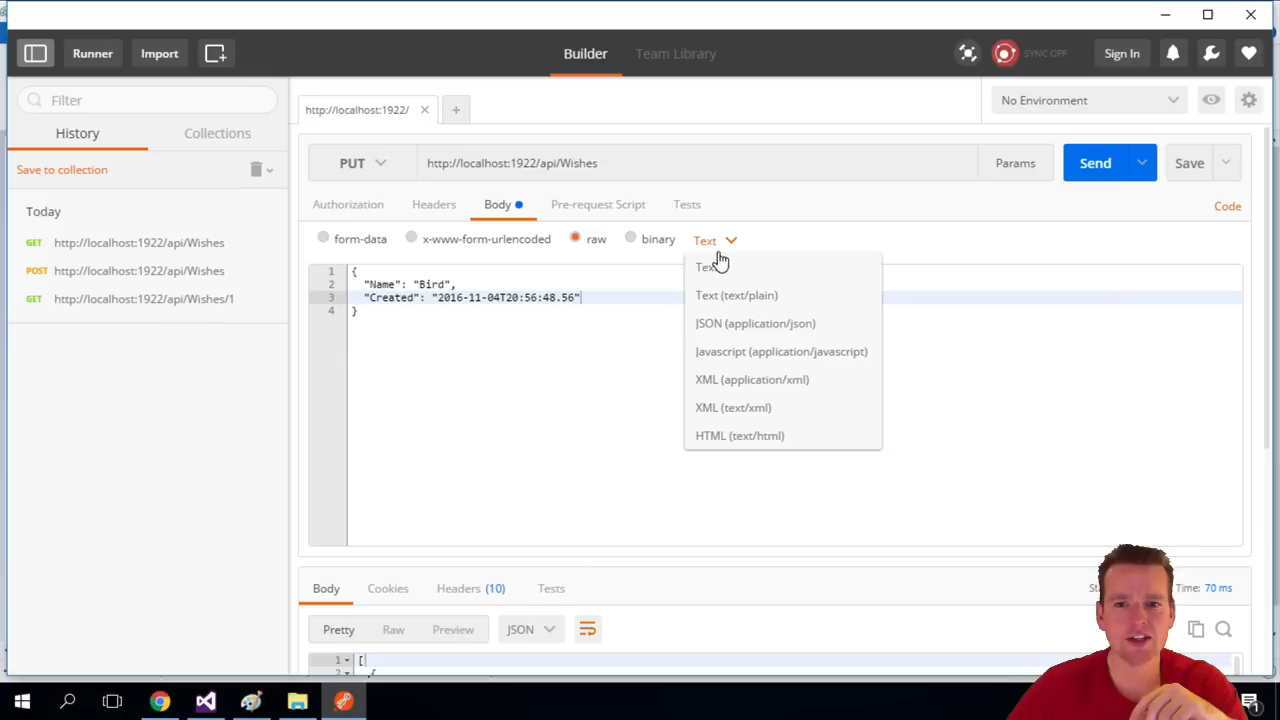 Runner
Import
Builder
Team Library
SYNC OFF
Sign In
Filter
History
Collections
Save to collection
Today
GET http://localhost:1922/api/Wishes
POST http://localhost:1922/api/Wishes
GET http://localhost:1922/api/Wishes/1
http://localhost:1922/
No Environment
PUT http://localhost:1922/api/Wishes Params Send Save
Authorization Headers Body Pre-request Script Tests Code
form-data x-www-form-urlencoded raw binary Text
Text
Text (text/plain)
JSON (application/json)
Javascript (application/javascript)
XML (application/xml)
XML (text/xml)
HTML (text/html)
1 {
2 "Name": "Bird",
3 "Created": "2016-11-04T20:56:48.56"
4 }
Body Cookies Headers (10) Tests Time: 70 ms
Pretty Raw Preview JSON
1 [
2 {
1